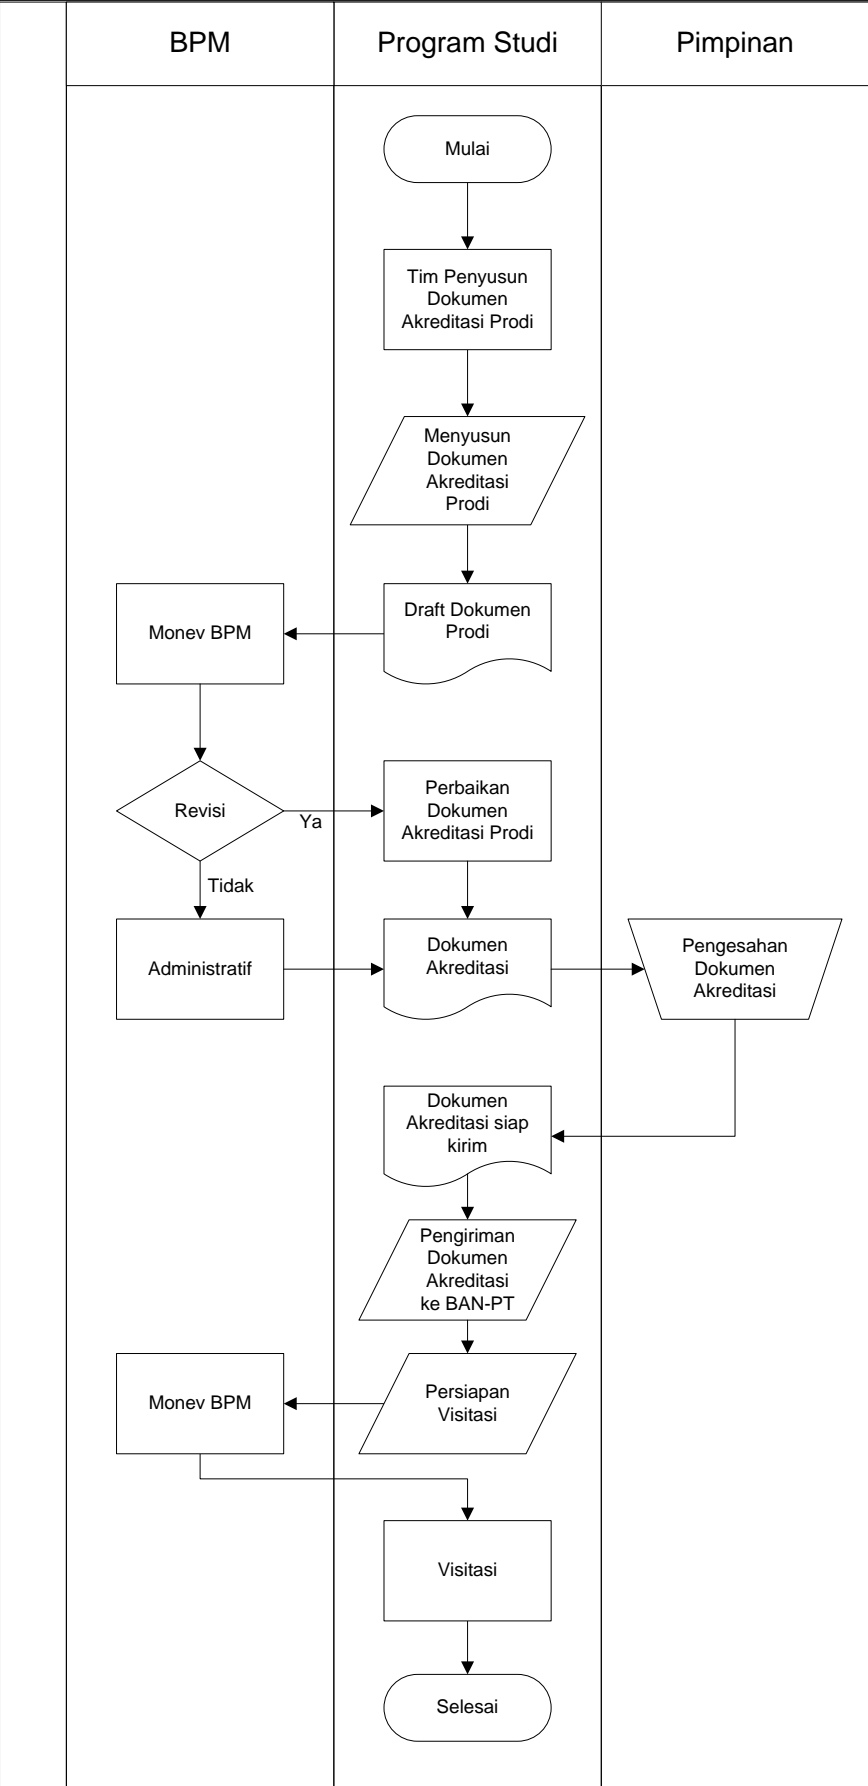 BPM
Program Studi
Pimpinan
Mulai
Tim Penyusun
Dokumen
Akreditasi Prodi
Menyusun
Dokumen
Akreditasi
Prodi
Monev BPM
Draft Dokumen
Prodi
Revisi
Ya
Perbaikan
Dokumen
Akreditasi Prodi
Tidak
Administratif
Dokumen
Akreditasi
Pengesahan
Dokumen
Akreditasi
Dokumen
Akreditasi siap
kirim
Pengiriman
Dokumen
Akreditasi
ke BAN-PT
Monev BPM
Persiapan
Visitasi
Visitasi
Selesai